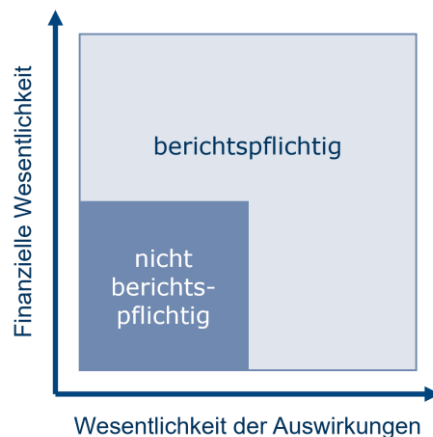 Finanzielle Wesentlichkeit
berichtspflichtig
nicht
berichts-
pflichtig
Wesentlichkeit der Auswirkungen